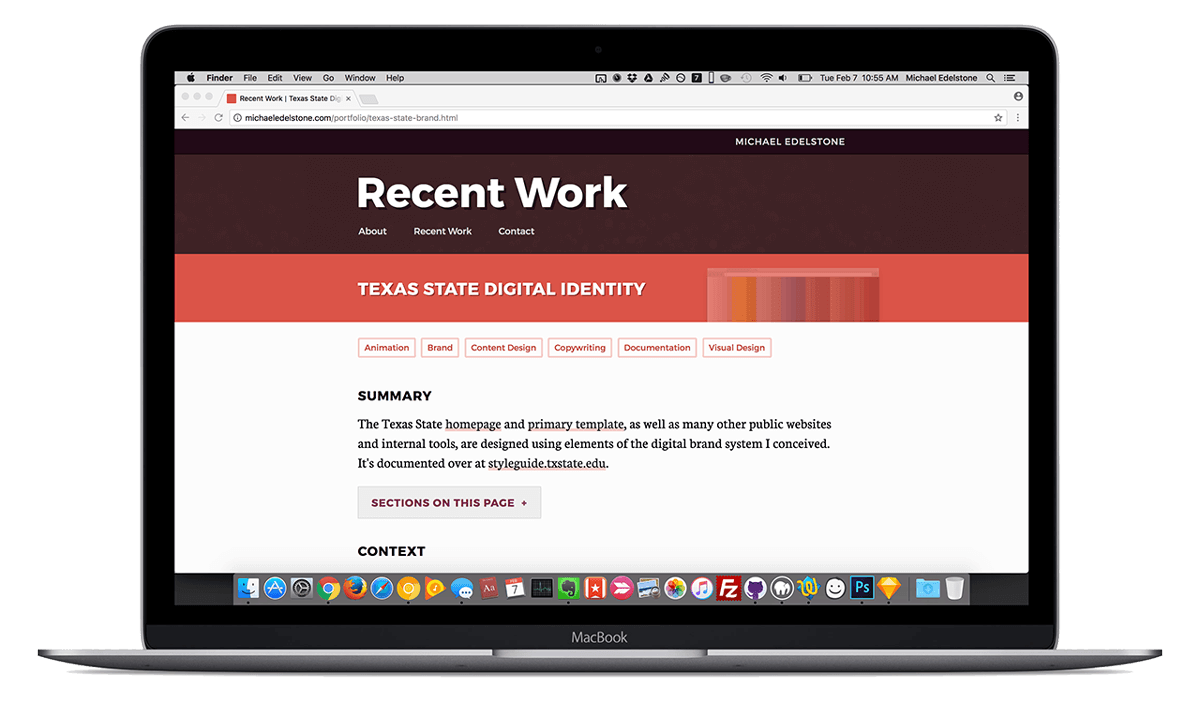 Finder File Edit View Go Window Help 7 Tue Feb 7 10:55 AM Michael Edelstone
Recent Work | Texas State Dig
michaeledelstone.com/portfolio/texas-state-brand.html
MICHAEL EDELSTONE
Recent Work
About Recent Work Contact
TEXAS STATE DIGITAL IDENTITY
Animation Brand Content Design Copywriting Documentation Visual Design
SUMMARY
The Texas State homepage and primary template, as well as many other public websites
and internal tools, are designed using elements of the digital brand system I conceived.
It's documented over at styleguide.txstate.edu.
SECTIONS ON THIS PAGE +
CONTEXT
Aa 7 Fz Ps
MacBook